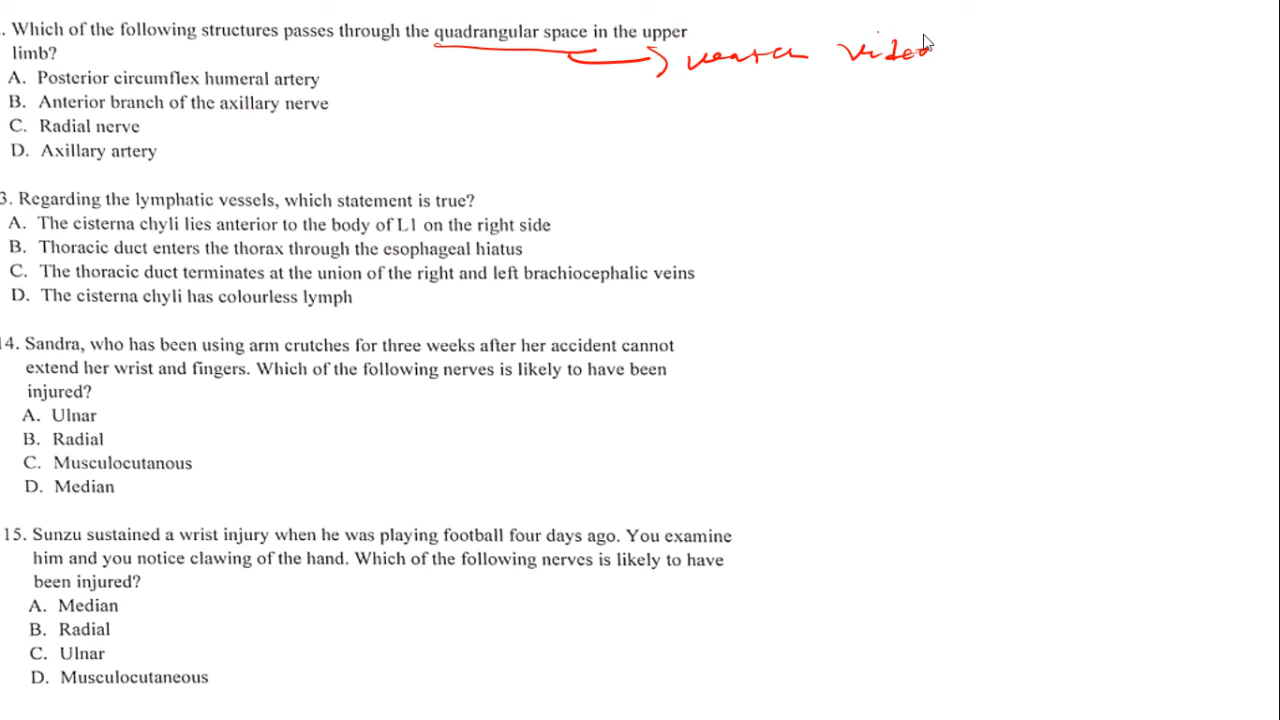 . Which of the following structures passes through the quadrangular space in the upper
limb?
video
A. Posterior circumflex humeral artery
B. Anterior branch of the axillary nerve
C. Radial nerve
D. Axillary artery
3. Regarding the lymphatic vessels, which statement is true?
A. The cisterna chyli lies anterior to the body of L1 on the right side
B. Thoracic duct enters the thorax through the esophageal hiatus
C. The thoracic duct terminates at the union of the right and left brachiocephalic veins
D. The cisterna chyli has colourless lymph
14. Sandra, who has been using arm crutches for three weeks after her accident cannot
extend her wrist and fingers. Which of the following nerves is likely to have been
injured?
A. Ulnar
B. Radial
C. Musculocutanous
D. Median
15. Sunzu sustained a wrist injury when he was playing football four days ago. You examine
him and you notice clawing of the hand. Which of the following nerves is likely to have
been injured?
A. Median
B. Radial
C. Ulnar
D. Musculocutaneous